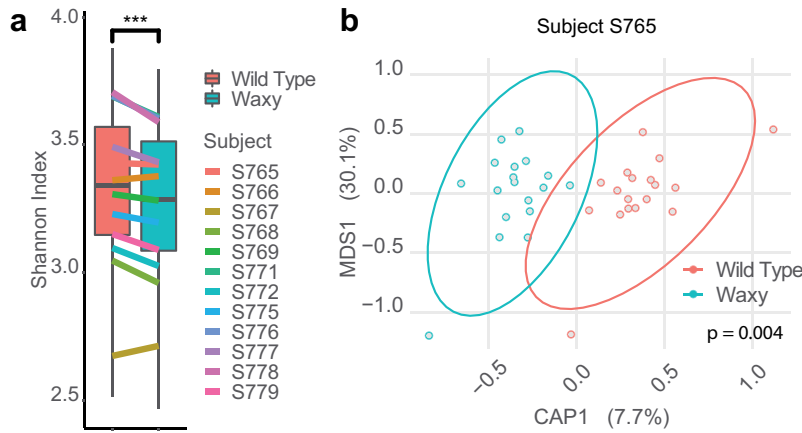 a
***
4.0
3.5
3.0
2.5
Shannon Index
Wild Type
Waxy
Subject
S765
S766
S767
S768
S769
S771
S772
S775
S776
S777
S778
S779
b
Subject S765
1.0
0.5
0.0
−0.5
−1.0
MDS1 (30.1%)
Wild Type
Waxy
p = 0.004
−0.5
0.0
0.5
1.0
CAP1 (7.7%)